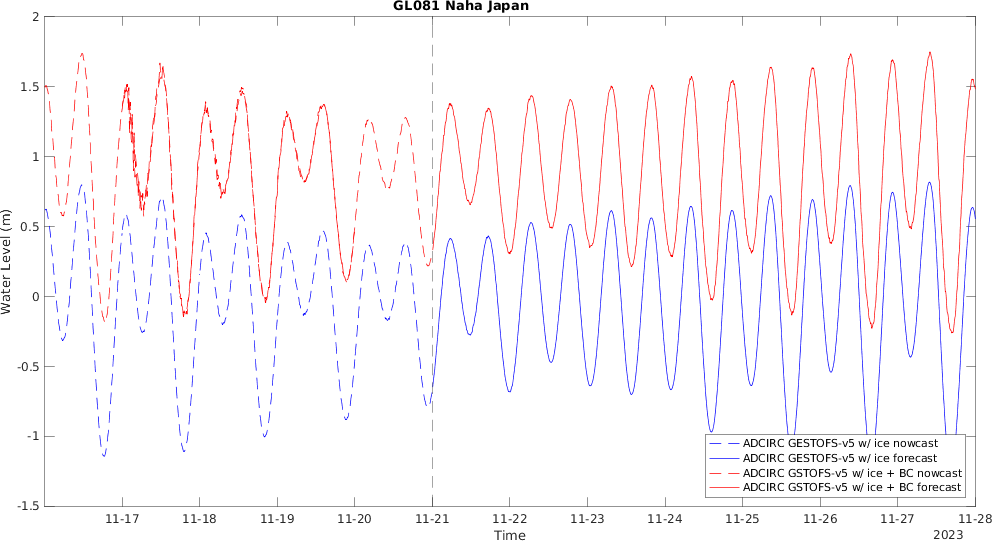 GL081 Naha Japan
2
1.5
1
0.5
0
-0.5
-1
-1.5
Water Level (m)
ADCIRC GESTOFS-v5 w/ ice nowcast
ADCIRC GESTOFS-v5 w/ ice forecast
ADCIRC GSTOFS-v5 w/ ice + BC nowcast
ADCIRC GSTOFS-v5 w/ ice + BC forecast
11-17 11-18 11-19 11-20 11-21 11-22 11-23 11-24 11-25 11-26 11-27 11-28
Time
2023